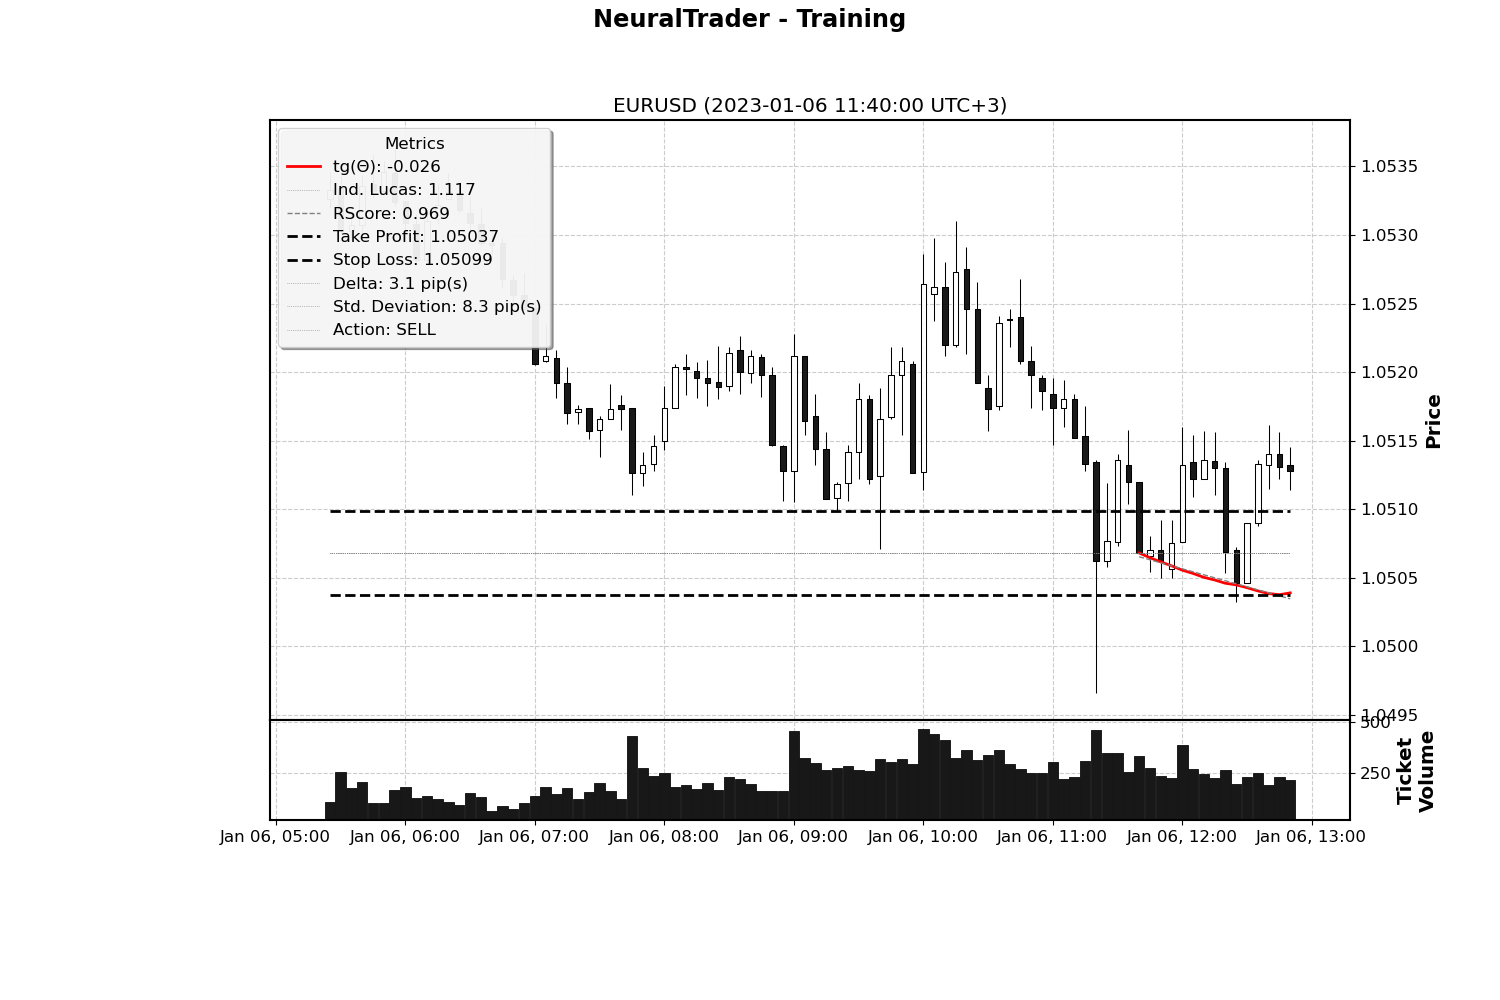 NeuralTrader - Training
EURUSD (2023-01-06 11:40:00 UTC+3)
Metrics
tg(Θ): -0.026
Ind. Lucas: 1.117
RScore: 0.969
Take Profit: 1.05037
Stop Loss: 1.05099
Delta: 3.1 pip(s)
Std. Deviation: 8.3 pip(s)
Action: SELL
1.0535
1.0530
1.0525
1.0520
1.0515
1.0510
1.0505
1.0500
1.0495
Price
500
250
Ticket
Volume
Jan 06, 05:00
Jan 06, 06:00
Jan 06, 07:00
Jan 06, 08:00
Jan 06, 09:00
Jan 06, 10:00
Jan 06, 11:00
Jan 06, 12:00
Jan 06, 13:00